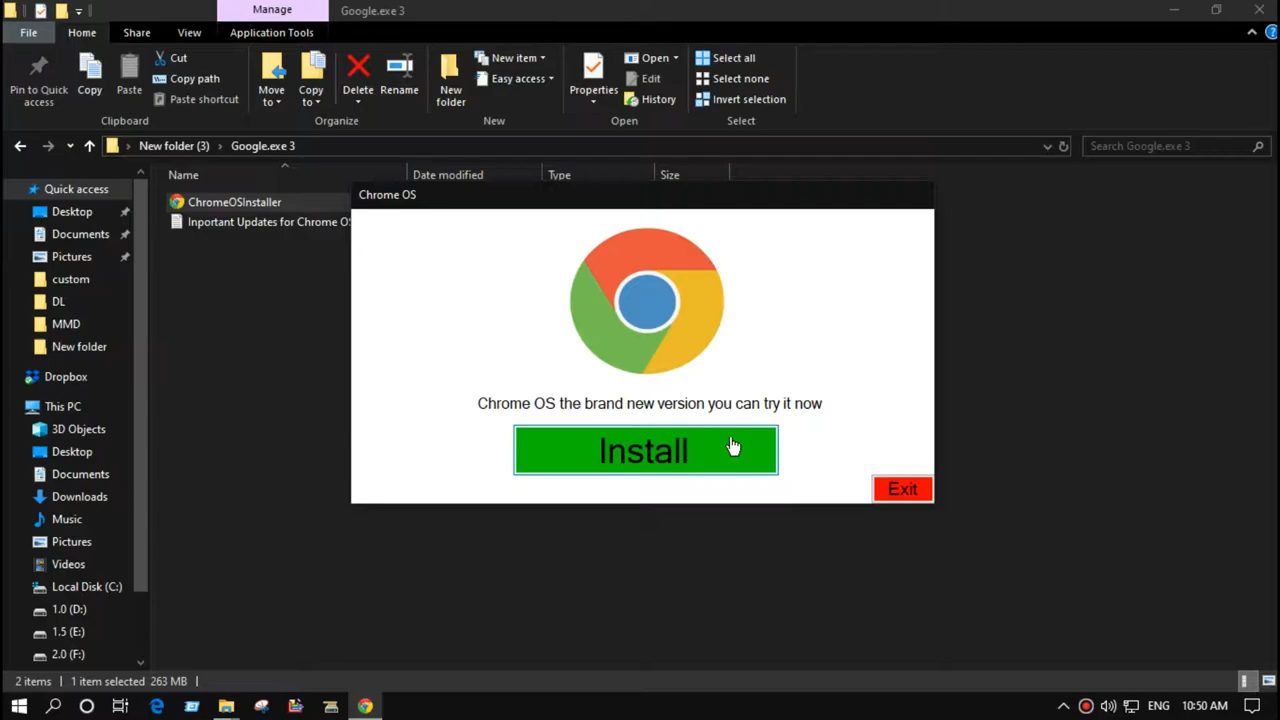 Manage
Google.exe 3
File
Home
Share
View
Application Tools
Pin to Quick access
Copy
Paste
Cut
Copy path
Paste shortcut
Clipboard
Move to
Copy to
Delete
Rename
Organize
New folder
New item
Easy access
New
Properties
Open
Edit
History
Open
Select all
Select none
Invert selection
Select
New folder (3) › Google.exe 3
Search Google.exe 3
Name
Date modified
Type
Size
Quick access
Desktop
Documents
Pictures
custom
DL
MMD
New folder
Dropbox
This PC
3D Objects
Desktop
Documents
Downloads
Music
Pictures
Videos
Local Disk (C:)
1.0 (D:)
1.5 (E:)
2.0 (F:)
ChromeOSInstaller
Inportant Updates for Chrome OS
Chrome OS
Chrome OS the brand new version you can try it now
Install
Exit
2 items
1 item selected 263 MB
ENG
10:50 AM